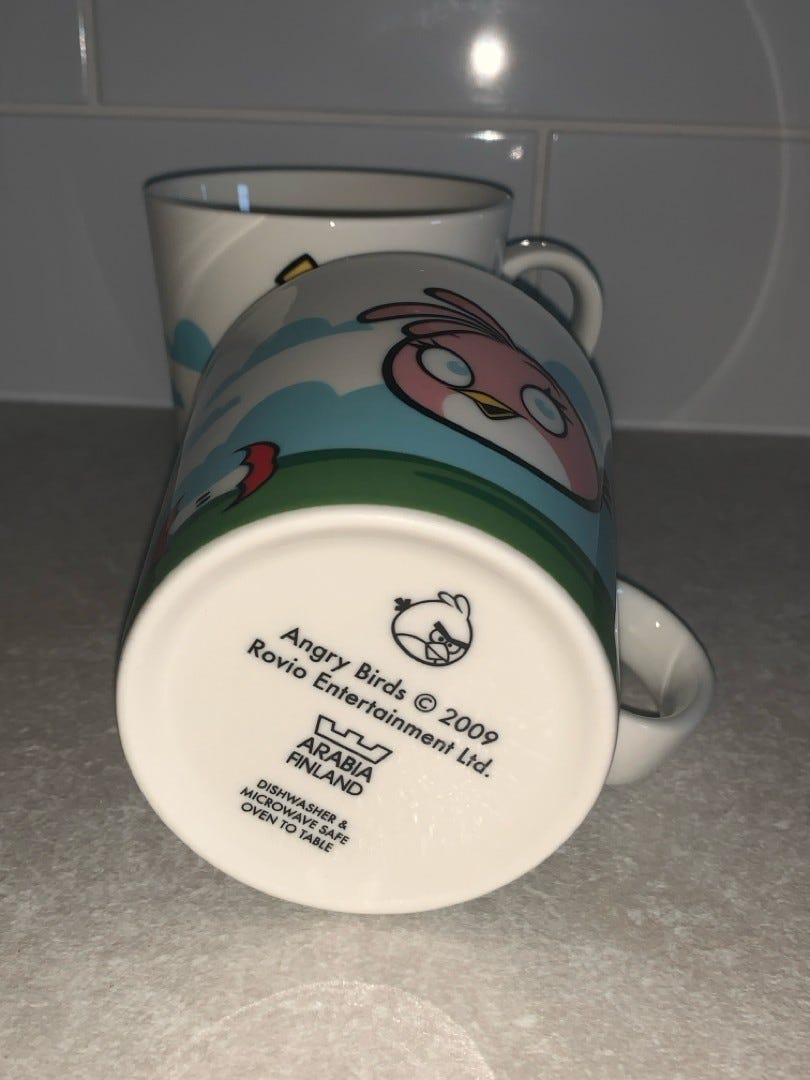 Angry Birds © 2009
Rovio Entertainment Ltd.
ARABIA
FINLAND
DISHWASHER &
MICROWAVE SAFE
OVEN TO TABLE